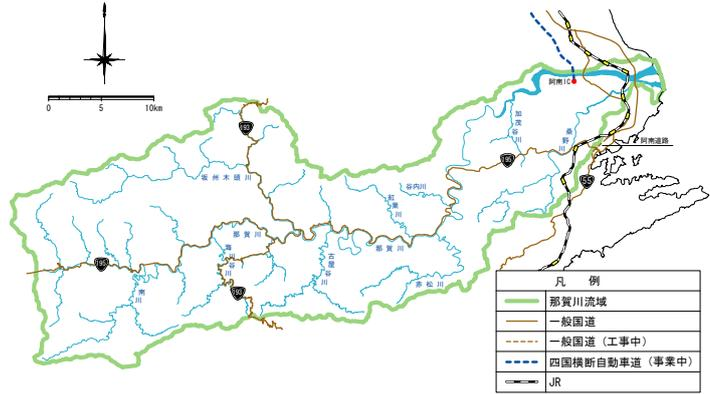 0 5 10km
193
坂州木頭川
195
那賀川
海川谷川
南川
193
古屋谷川
那賀川
紅葉川
谷内川
赤松川
195
加茂谷川
桑野川
阿南IC
阿南道路
55
凡 例
那賀川流域
一般国道
一般国道（工事中）
四国横断自動車道（事業中）
JR